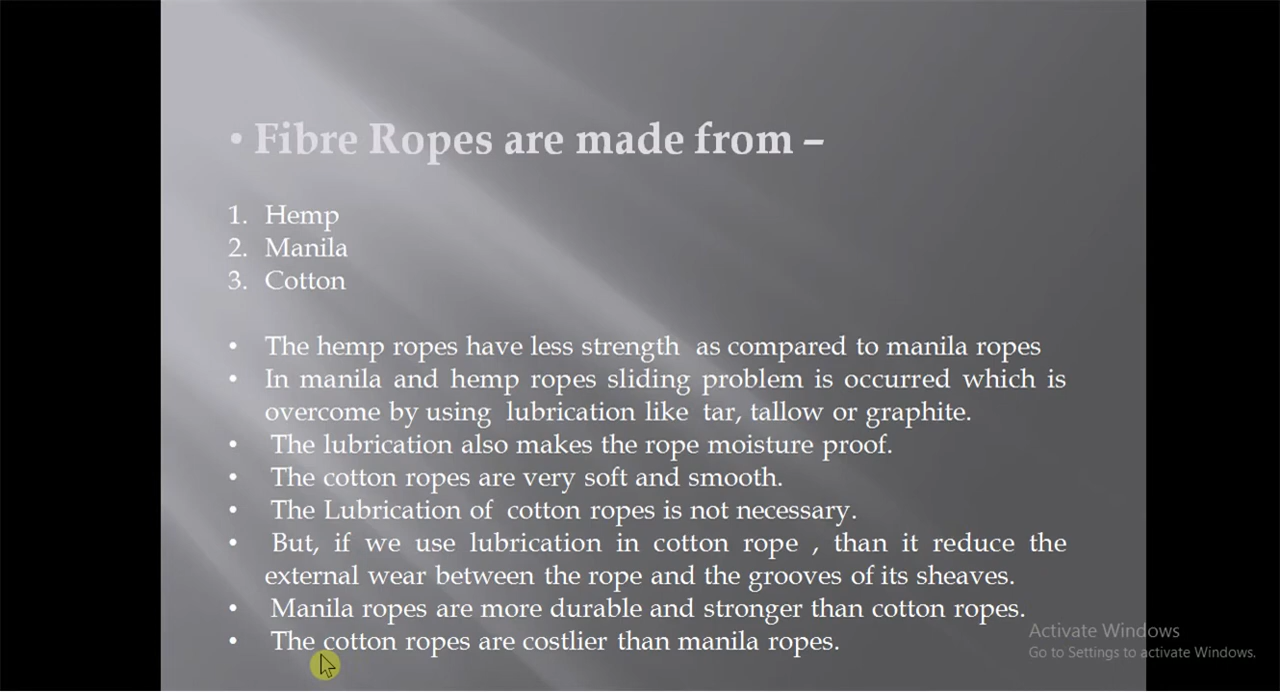 • Fibre Ropes are made from –
1. Hemp
2. Manila
3. Cotton
• The hemp ropes have less strength as compared to manila ropes
• In manila and hemp ropes sliding problem is occurred which is
overcome by using lubrication like tar, tallow or graphite.
• The lubrication also makes the rope moisture proof.
• The cotton ropes are very soft and smooth.
• The Lubrication of cotton ropes is not necessary.
• But, if we use lubrication in cotton rope , than it reduce the
external wear between the rope and the grooves of its sheaves.
• Manila ropes are more durable and stronger than cotton ropes.
• The cotton ropes are costlier than manila ropes.
Activate Windows
Go to Settings to activate Windows.